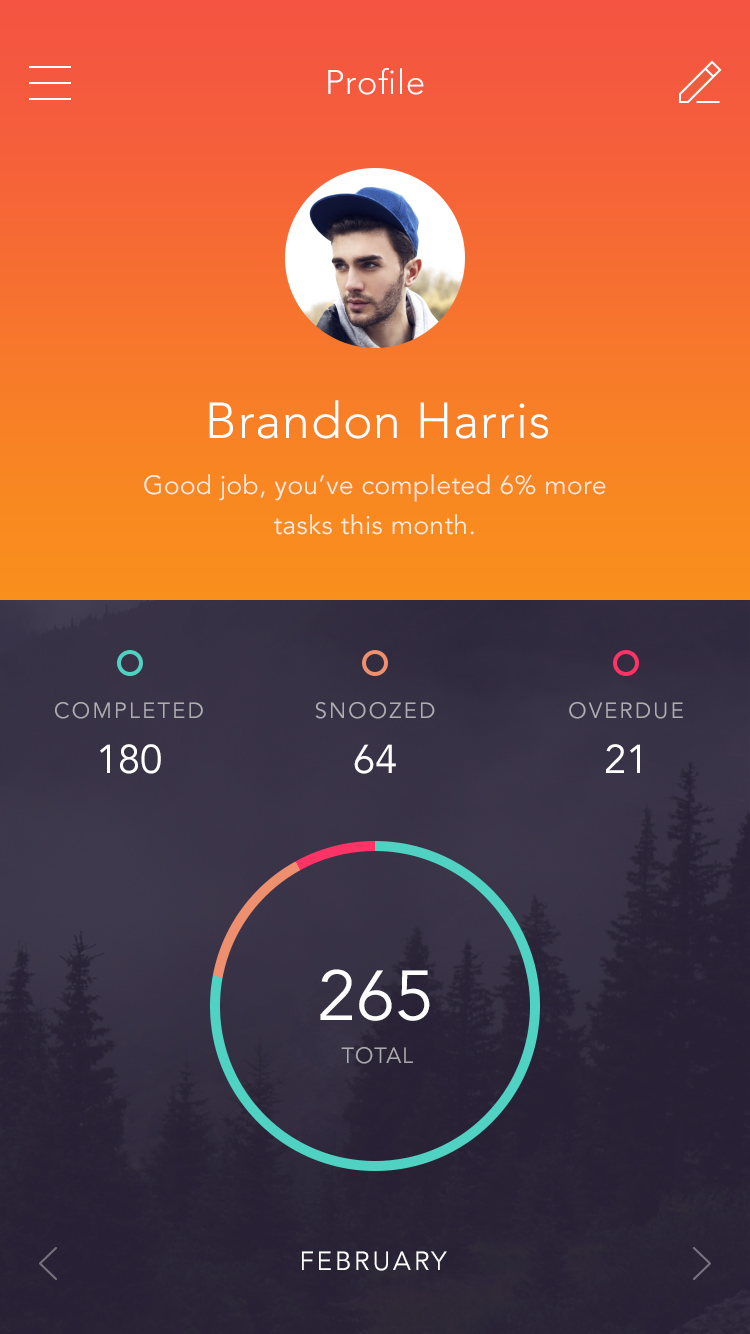 Profile
Brandon Harris
Good job, you’ve completed 6% more
tasks this month.
COMPLETED
SNOOZED
OVERDUE
180
64
21
265
TOTAL
FEBRUARY